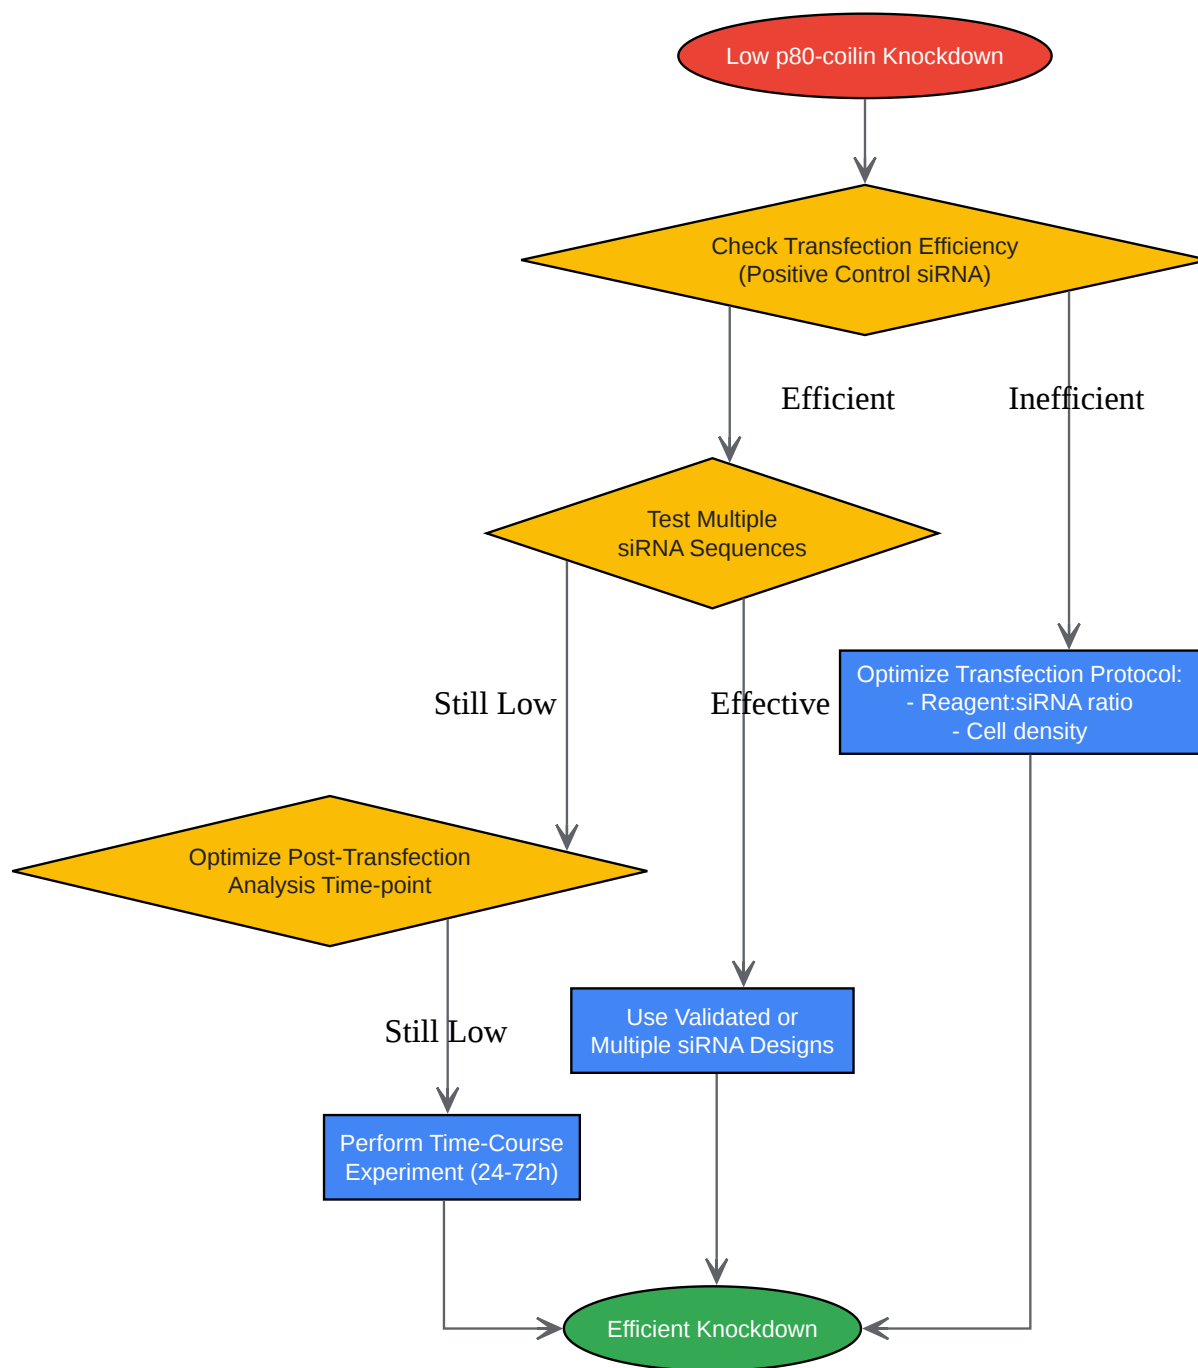 Low p80-coilin Knockdown
Check Transfection Efficiency
(Positive Control siRNA)
Efficient
Inefficient
Test Multiple
siRNA Sequences
Optimize Transfection Protocol:
- Reagent:siRNA ratio
- Cell density
Still Low
Effective
Optimize Post-Transfection
Analysis Time-point
Use Validated or
Multiple siRNA Designs
Still Low
Perform Time-Course
Experiment (24-72h)
Efficient Knockdown